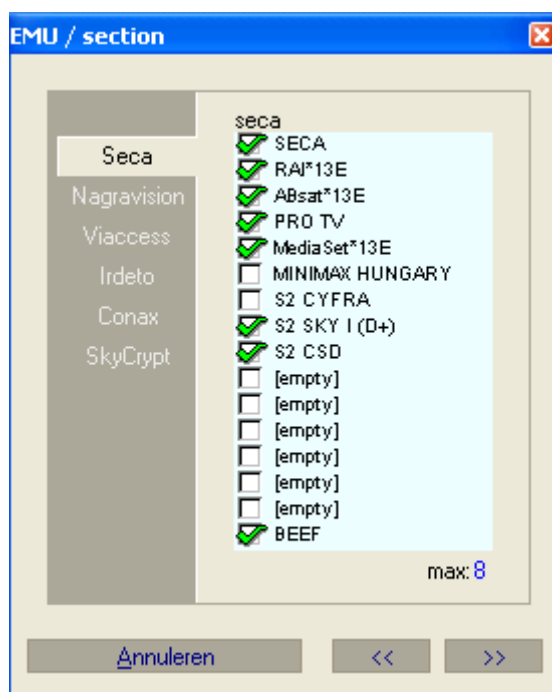 EMU / section
Seca
Nagravision
Viaccess
Irdeto
Conax
SkyCrypt
seca
SECA
RAI*13E
ABsat*13E
PRO TV
MediaSet*13E
MINIMAX HUNGARY
S2 CYFRA
S2 SKY I (D+)
S2 CSD
[empty]
[empty]
[empty]
[empty]
[empty]
[empty]
BEEF
max: 8
Annuleren
<<
>>